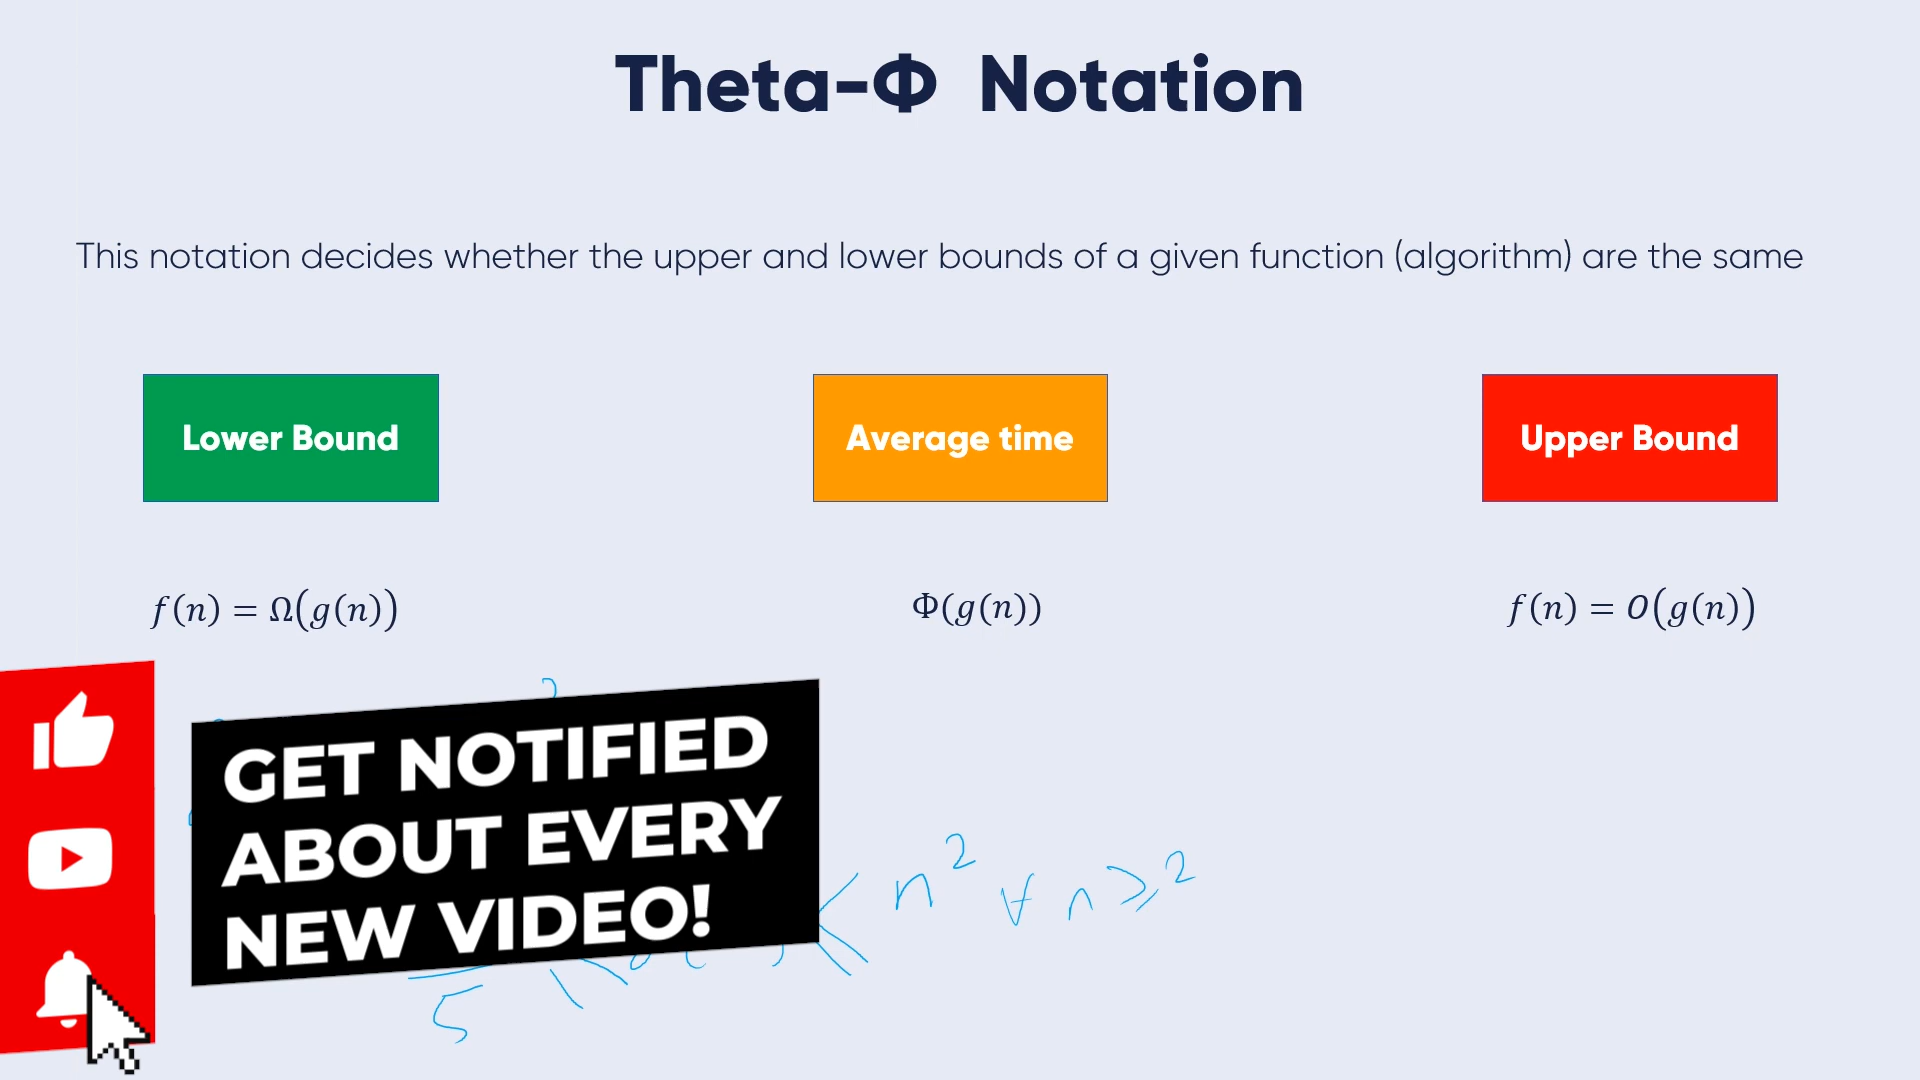 Theta-Φ Notation
This notation decides whether the upper and lower bounds of a given function (algorithm) are the same
Lower Bound
Average time
Upper Bound
f(n) = Ω(g(n))
Φ(g(n))
f(n) = O(g(n))
GET NOTIFIED
ABOUT EVERY
NEW VIDEO!
n² ∀ n ≥ 2
5